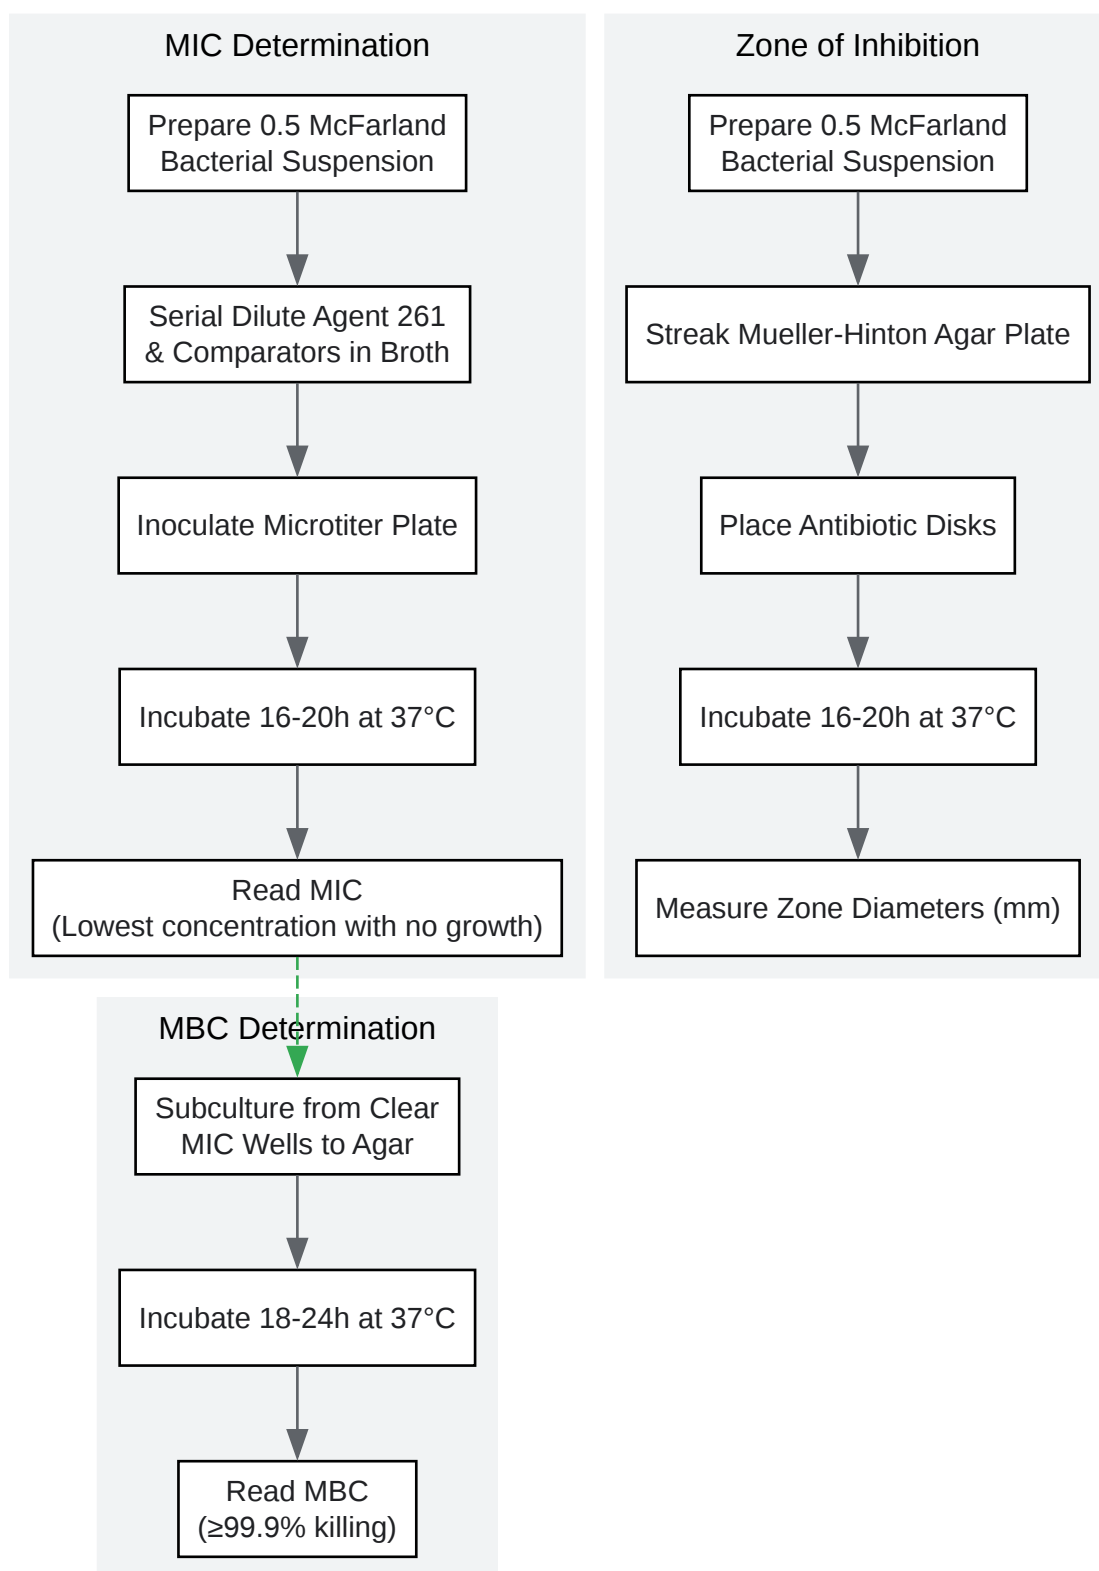 MIC Determination
Prepare 0.5 McFarland
Bacterial Suspension
Serial Dilute Agent 261
& Comparators in Broth
Inoculate Microtiter Plate
Incubate 16-20h at 37°C
Read MIC
(Lowest concentration with no growth)
MBC Determination
Subculture from Clear
MIC Wells to Agar
Incubate 18-24h at 37°C
Read MBC
(≥99.9% killing)
Zone of Inhibition
Prepare 0.5 McFarland
Bacterial Suspension
Streak Mueller-Hinton Agar Plate
Place Antibiotic Disks
Incubate 16-20h at 37°C
Measure Zone Diameters (mm)